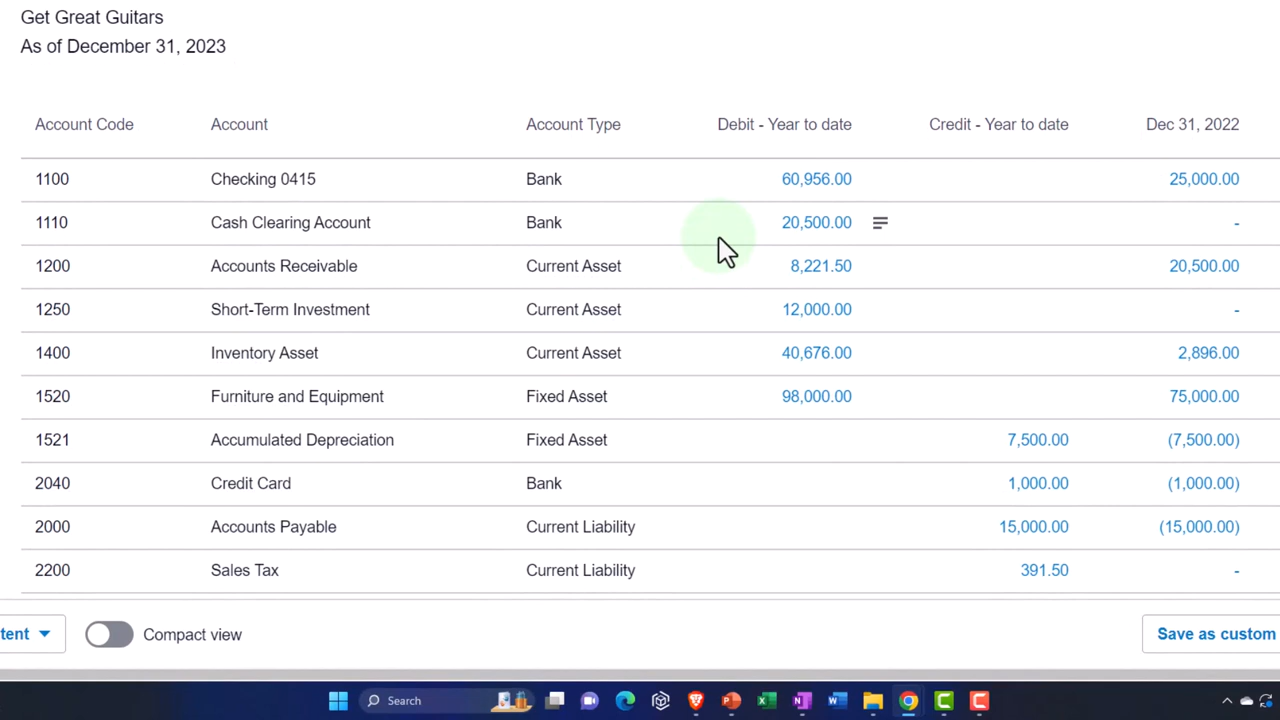 Get Great Guitars
As of December 31, 2023
Account Code Account Account Type Debit - Year to date Credit - Year to date Dec 31, 2022
1100 Checking 0415 Bank 60,956.00 25,000.00
1110 Cash Clearing Account Bank 20,500.00 -
1200 Accounts Receivable Current Asset 8,221.50 20,500.00
1250 Short-Term Investment Current Asset 12,000.00 -
1400 Inventory Asset Current Asset 40,676.00 2,896.00
1520 Furniture and Equipment Fixed Asset 98,000.00 75,000.00
1521 Accumulated Depreciation Fixed Asset 7,500.00 (7,500.00)
2040 Credit Card Bank 1,000.00 (1,000.00)
2000 Accounts Payable Current Liability 15,000.00 (15,000.00)
2200 Sales Tax Current Liability 391.50 -
tent Compact view Save as custom
Search